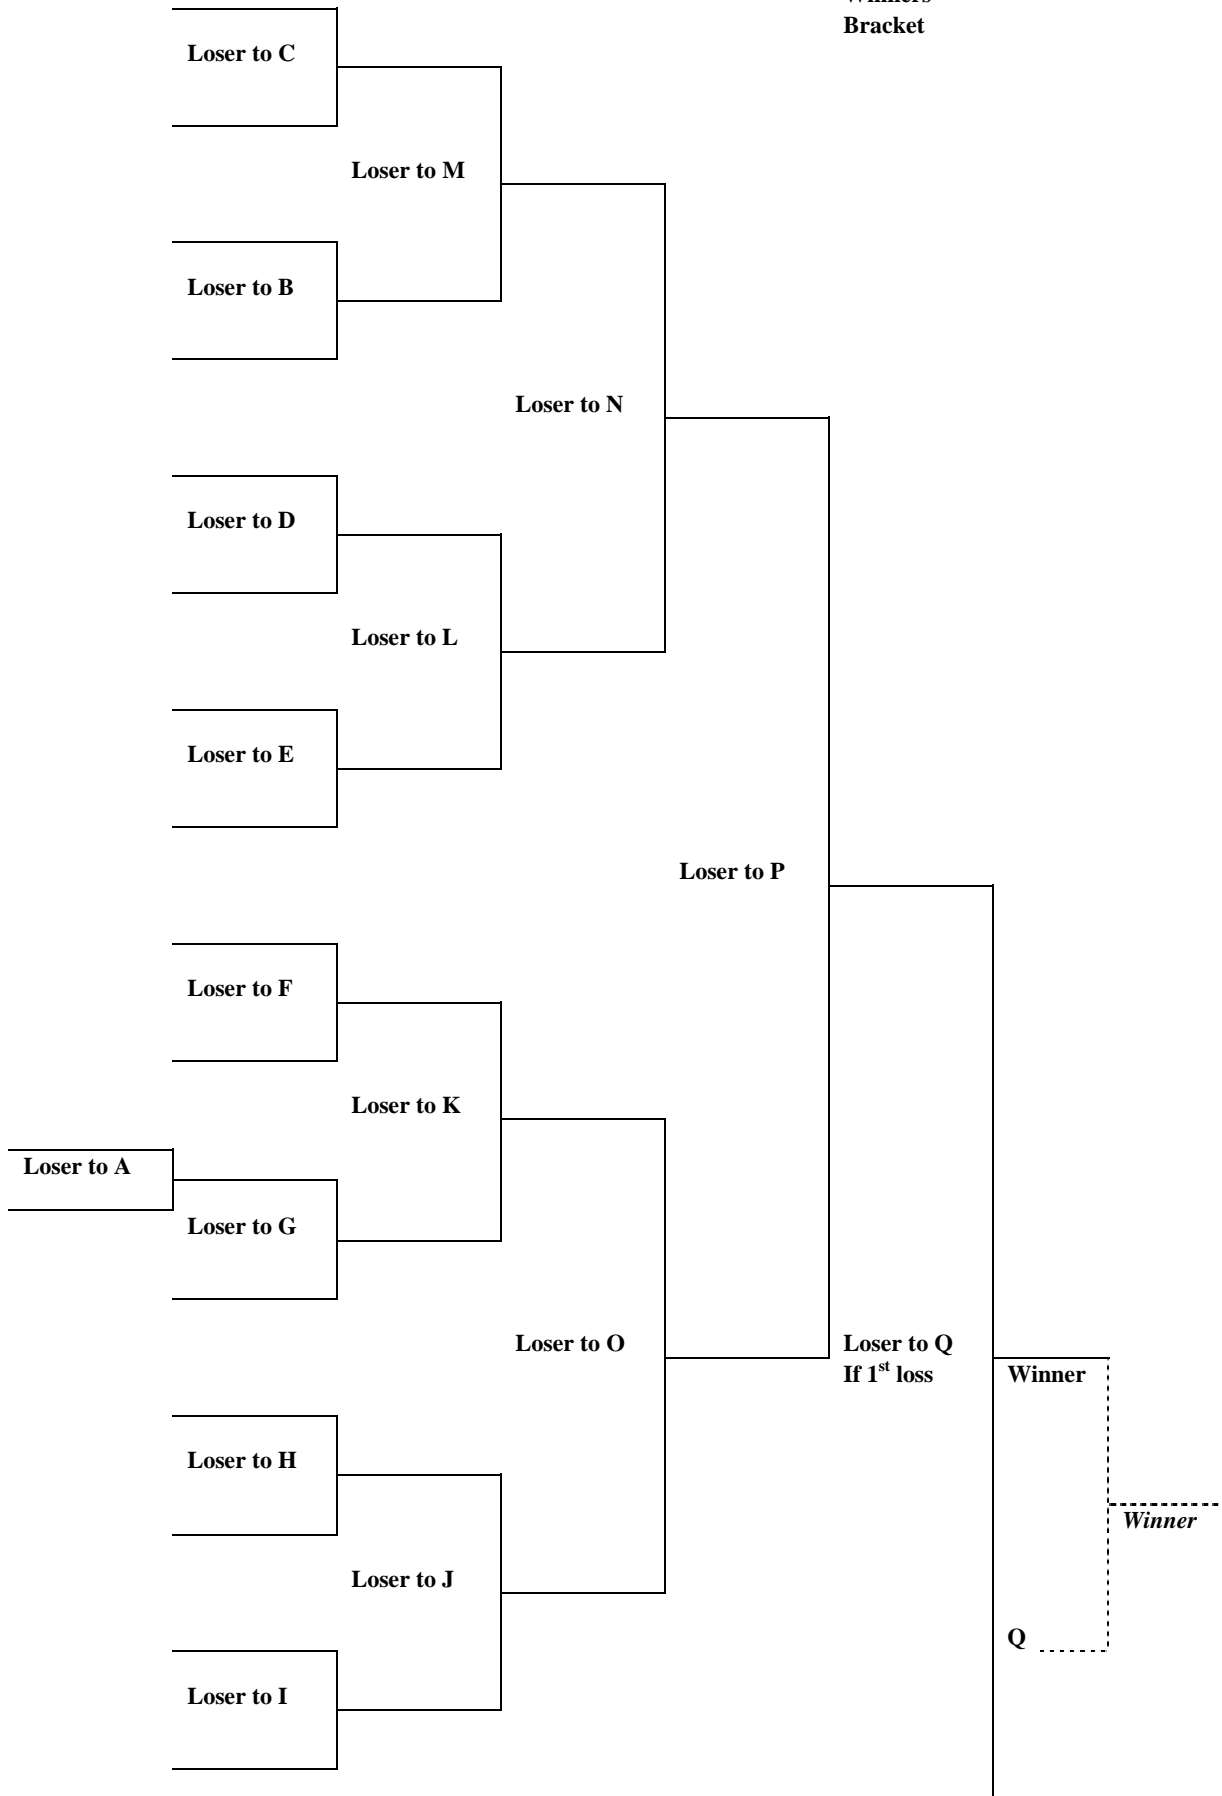 Bracket
Loser to C
Loser to M
Loser to B
Loser to N
Loser to D
Loser to L
Loser to E
Loser to P
Loser to F
Loser to K
Loser to A
Loser to G
Loser to O
Loser to Q
If 1st loss
Winner
Loser to H
Winner
Loser to J
Q
Loser to I